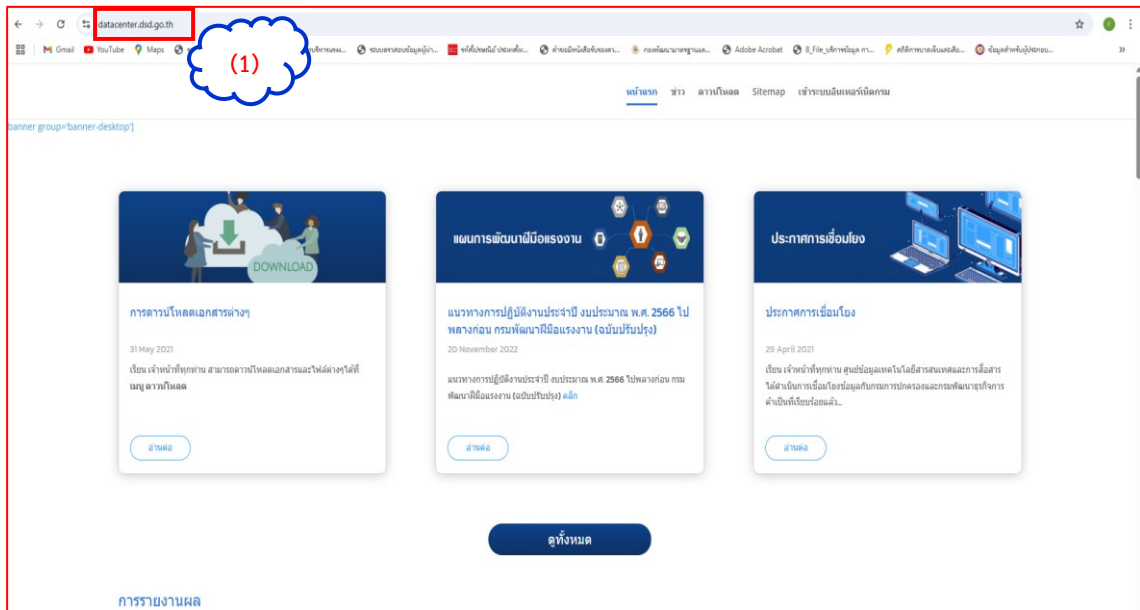 datacenter.dsd.go.th
Gmail YouTube Maps Adobe Acrobat
(1)
หน้าแรก ข่าว ดาวน์โหลด Sitemap เข้าระบบอินเทอร์เน็ตกรม
banner group='banner-desktop']
DOWNLOAD
การดาวน์โหลดเอกสารต่างๆ
31 May 2021
เรียน เจ้าหน้าที่ทุกท่าน สามารถดาวน์โหลดเอกสารและไฟล์ต่างๆได้ที่
เมนู ดาวน์โหลด
อ่านต่อ
แผนการพัฒนาฝีมือแรงงาน
แนวทางการปฏิบัติงานประจำปี งบประมาณ พ.ศ. 2566 ไป
พลางก่อน กรมพัฒนาฝีมือแรงงาน (ฉบับปรับปรุง)
20 November 2022
แนวทางการปฏิบัติงานประจำปี งบประมาณ พ.ศ. 2566 ไปพลางก่อน กรม
พัฒนาฝีมือแรงงาน (ฉบับปรับปรุง) คลิก
อ่านต่อ
ประกาศการเชื่อมโยง
ประกาศการเชื่อมโยง
29 April 2021
เรียน เจ้าหน้าที่ทุกท่าน ศูนย์ข้อมูลเทคโนโลยีสารสนเทศและการสื่อสาร
ได้ดำเนินการเชื่อมโยงข้อมูลกับกรมการปกครองและกรมพัฒนาธุรกิจการ
ค้าเป็นที่เรียบร้อยแล้ว...
อ่านต่อ
ดูทั้งหมด
การรายงานผล